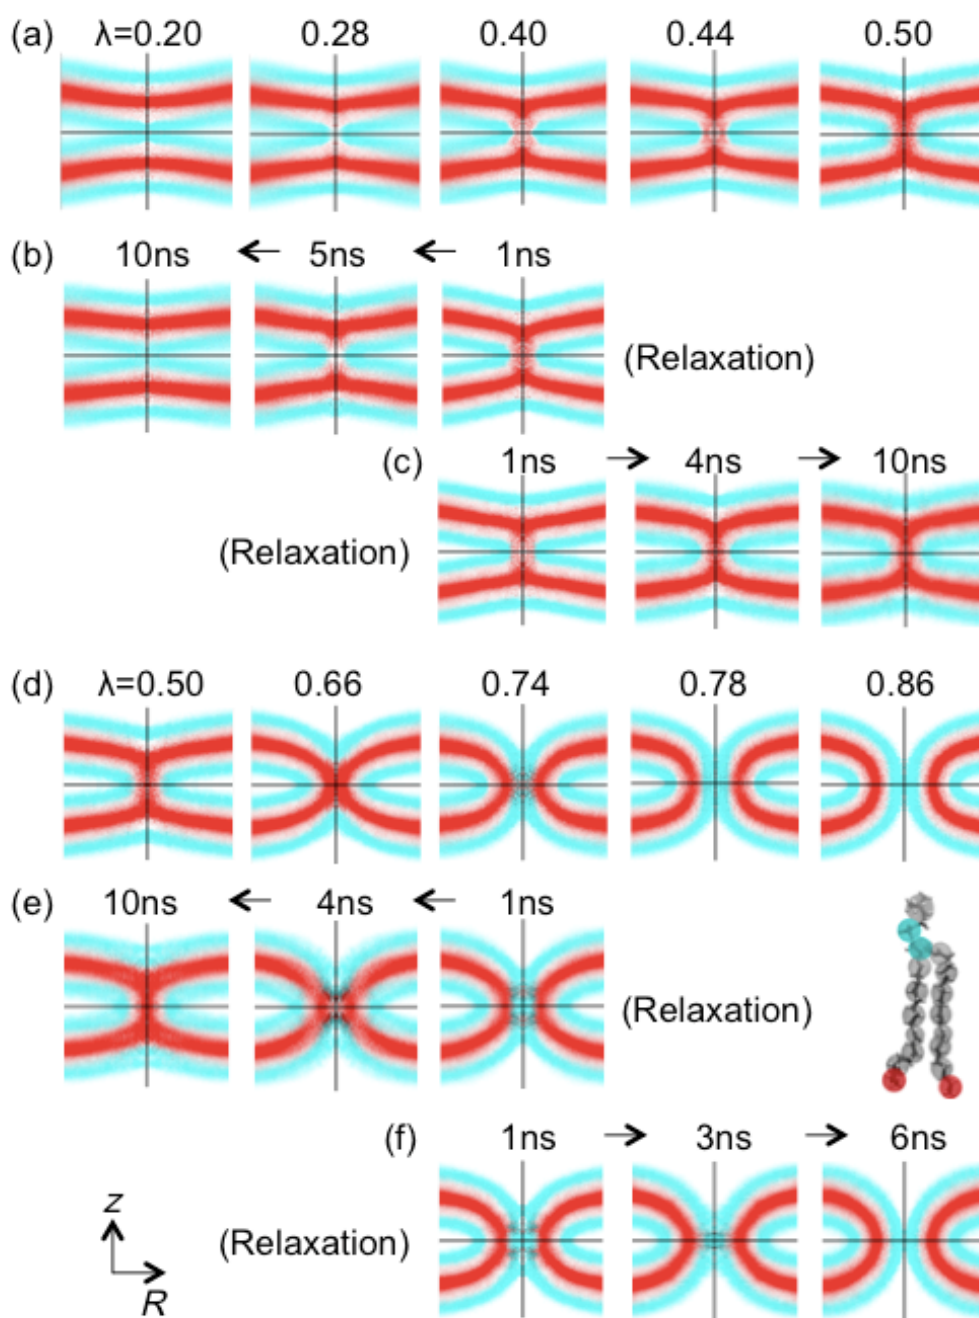 (a) λ=0.20 0.28 0.40 0.44 0.50
(b) 10ns ← 5ns ← 1ns
(Relaxation)
(c) 1ns → 4ns → 10ns
(Relaxation)
(d) λ=0.50 0.66 0.74 0.78 0.86
(e) 10ns ← 4ns ← 1ns
(Relaxation)
(f) 1ns → 3ns → 6ns
(Relaxation)
z
R